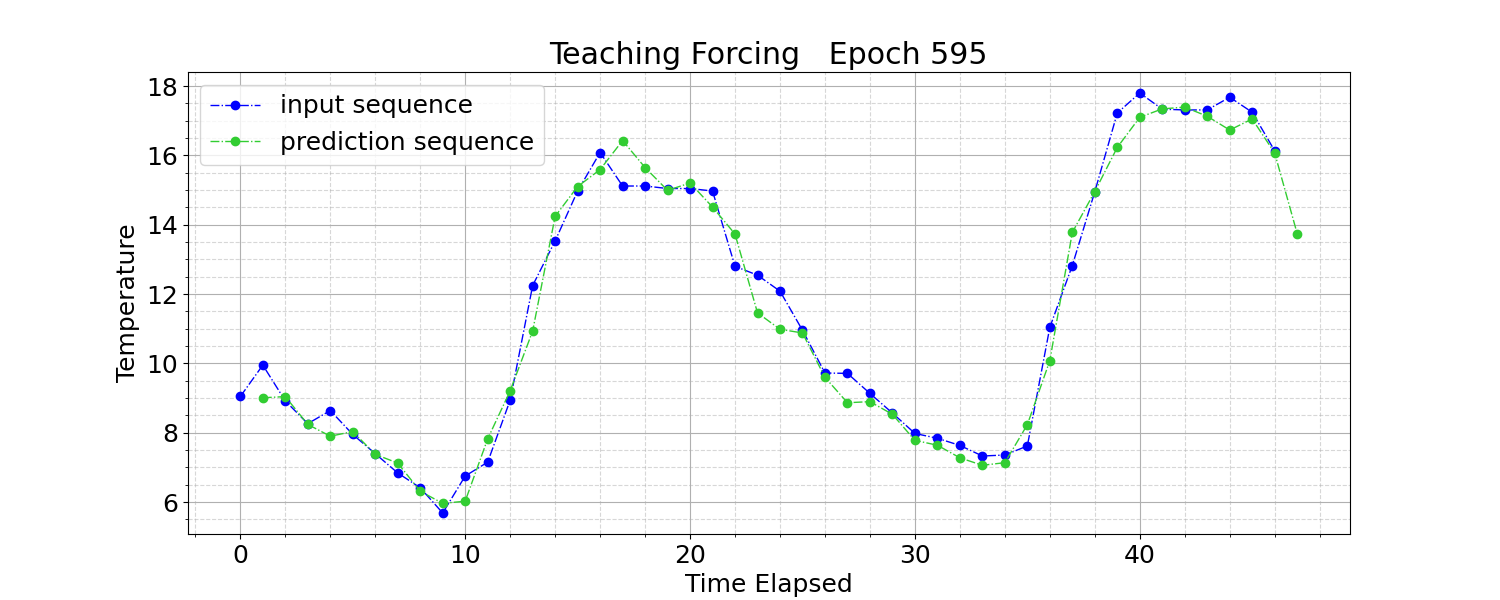 Teaching Forcing   Epoch 595
input sequence
prediction sequence
Temperature
18
16
14
12
10
8
6
0 10 20 30 40
Time Elapsed